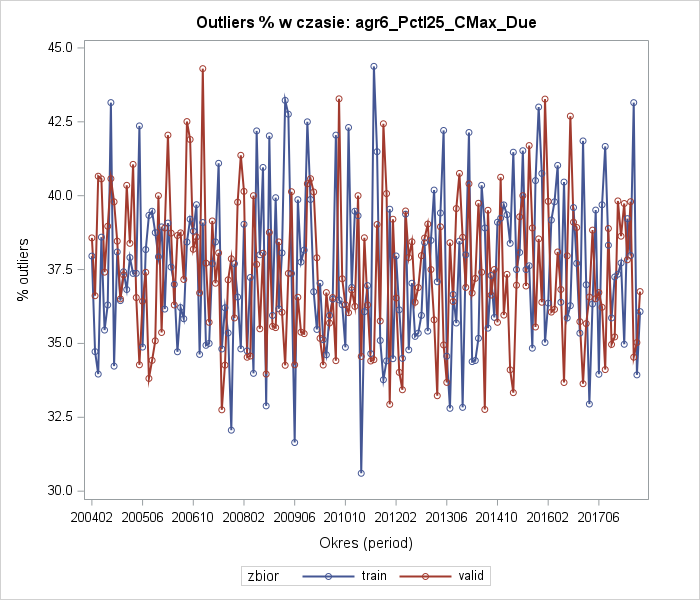 Outliers % w czasie: agr6_Pctl25_CMax_Due
45.0
42.5
40.0
37.5
35.0
32.5
30.0
% outliers
200402 200506 200610 200802 200906 201010 201202 201306 201410 201602 201706
Okres (period)
zbior train valid